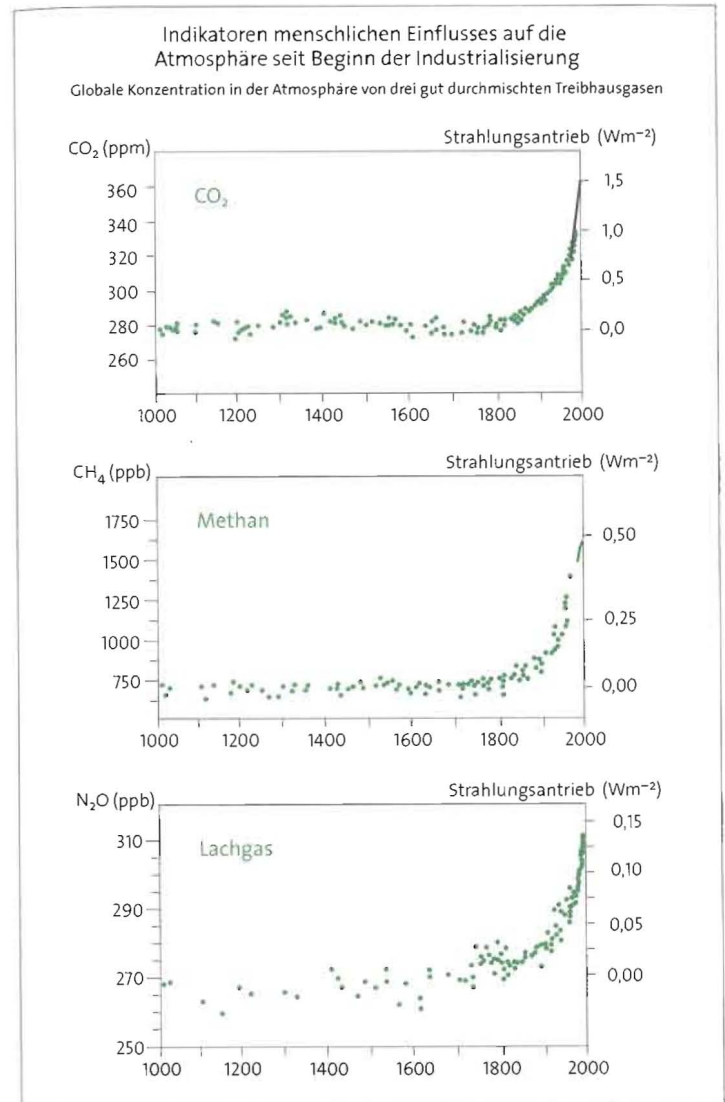 Indikatoren menschlichen Einflusses auf die
Atmosphäre seit Beginn der Industrialisierung
Globale Konzentration in der Atmosphäre von drei gut durchmischten Treibhausgasen
CO₂ (ppm)
Strahlungsantrieb (Wm⁻²)
CO₂
360
340
320
300
280
260
1,5
1,0
0,5
0,0
1000 1200 1400 1600 1800 2000
CH₄ (ppb)
Strahlungsantrieb (Wm⁻²)
Methan
1750
1500
1250
1000
750
0,50
0,25
0,00
1000 1200 1400 1600 1800 2000
N₂O (ppb)
Strahlungsantrieb (Wm⁻²)
Lachgas
310
290
270
250
0,15
0,10
0,05
0,00
1000 1200 1400 1600 1800 2000